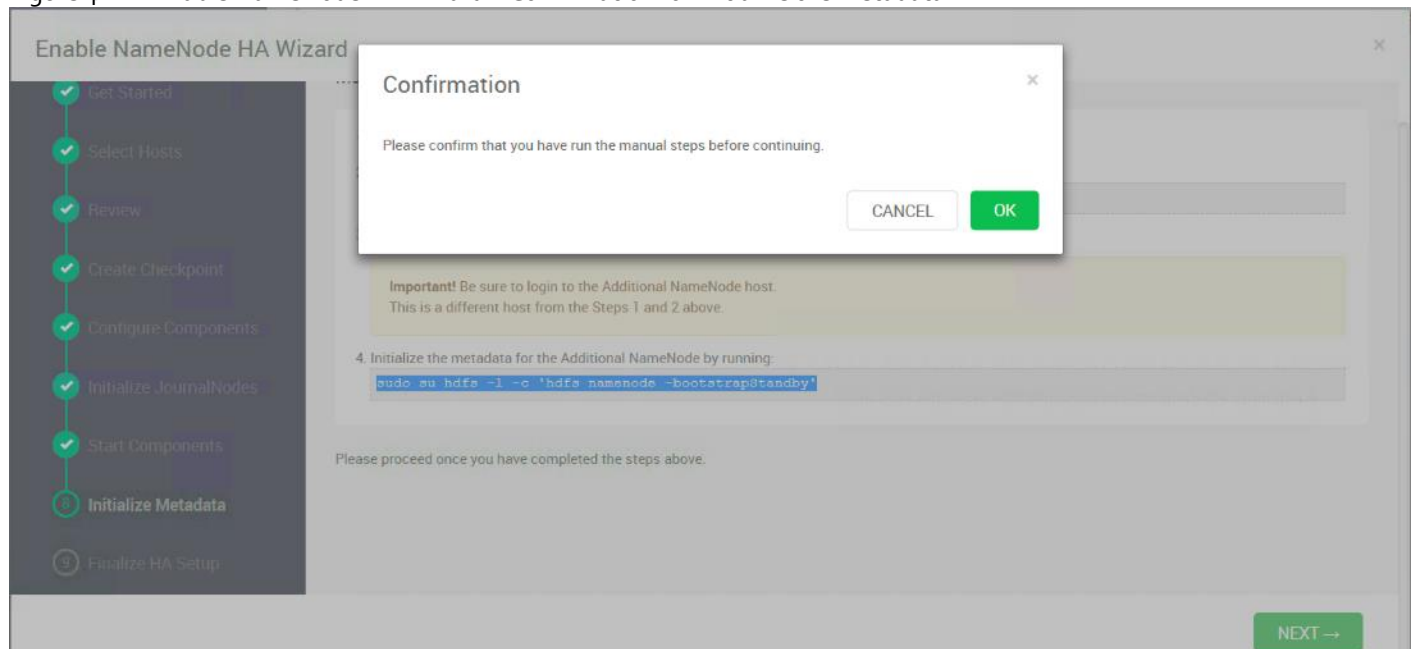 Enable NameNode HA Wizard
×
Get Started
Select Hosts
Review
Create Checkpoint
Configure Components
Initialize JournalNodes
Start Components
8 Initialize Metadata
9 Finalize HA Setup
Confirmation
×
Please confirm that you have run the manual steps before continuing.
CANCEL
OK
Important! Be sure to login to the Additional NameNode host.
This is a different host from the Steps 1 and 2 above.
4. Initialize the metadata for the Additional NameNode by running:
sudo su hdfs -l -c 'hdfs namenode -bootstrapStandby'
Please proceed once you have completed the steps above.
NEXT →